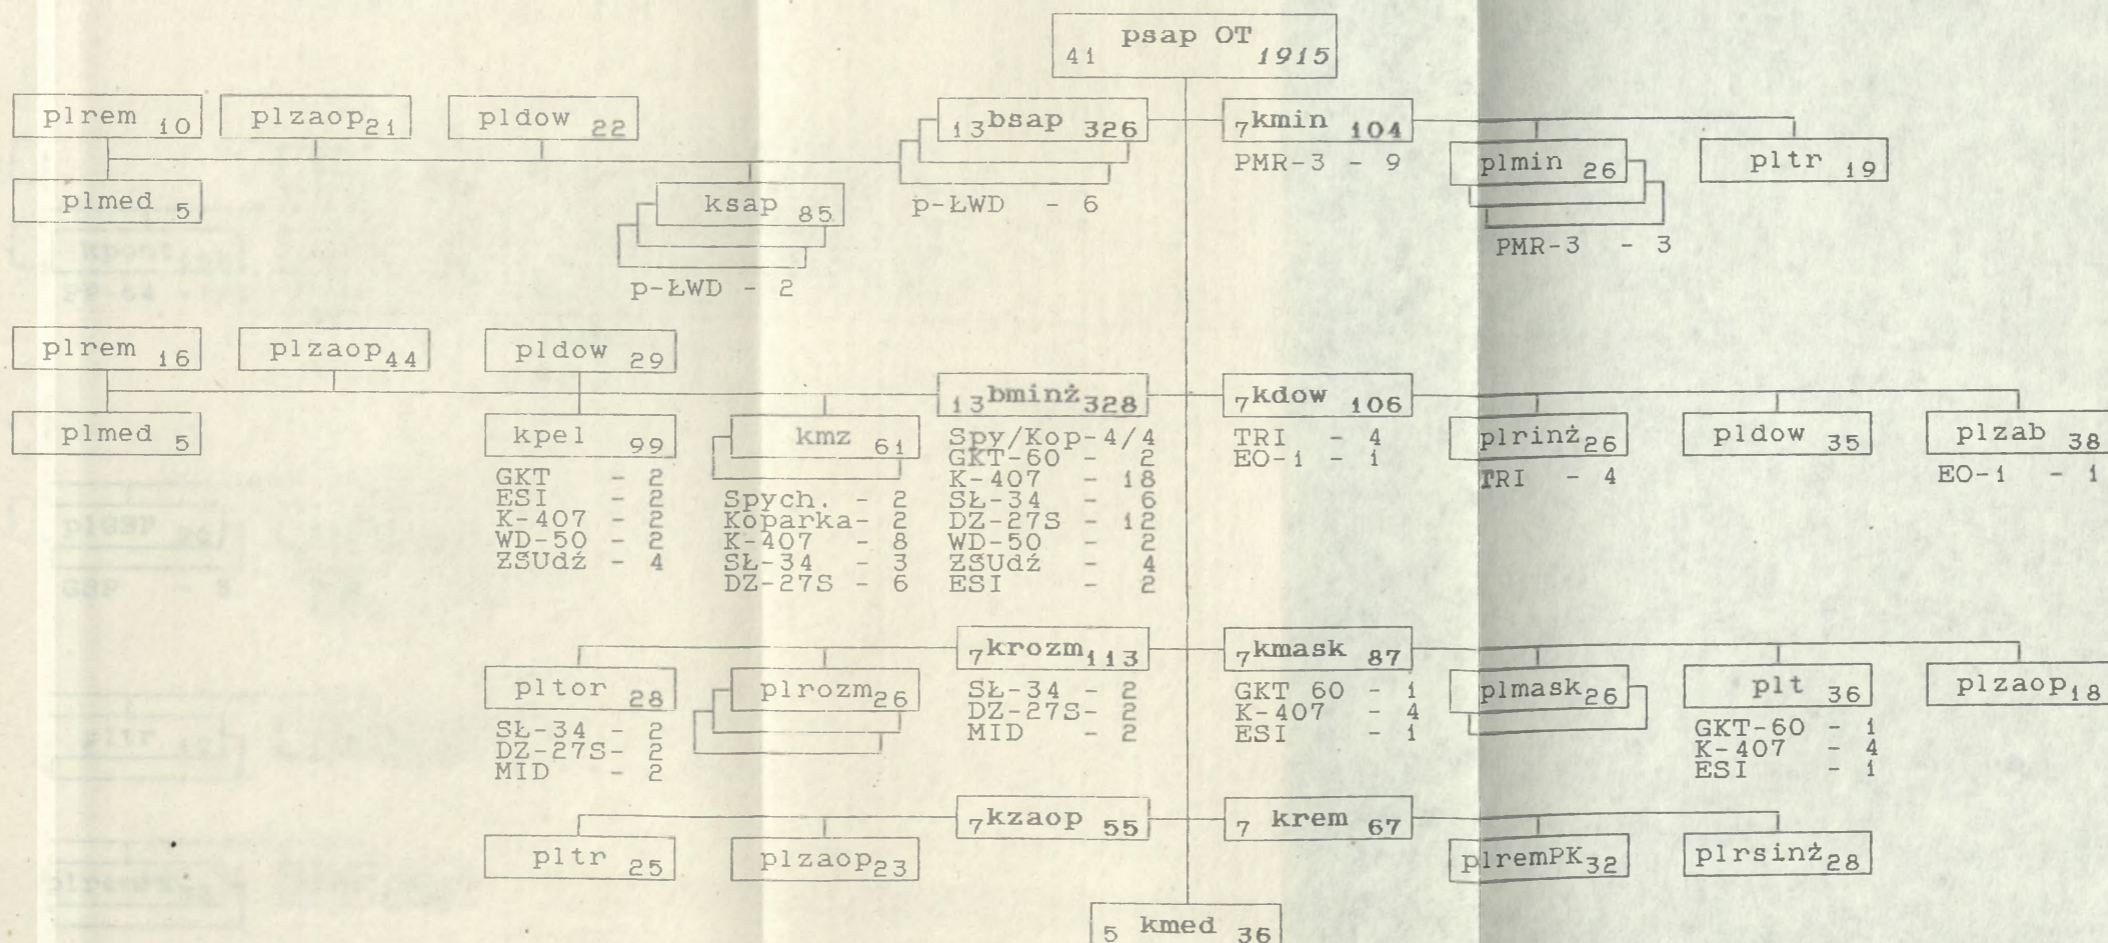 psap OT
41 1915
plrem 10
plzaop 21
pldow 22
13 bsap 326
7 kmin 104
PMR-3 - 9
plmin 26
pltr 19
plmed 5
ksap 85
p-ŁWD - 6
PMR-3 - 3
p-ŁWD - 2
plrem 16
plzaop 44
pldow 29
13 bminż 328
7 kdow 106
plmed 5
kpel 99
kmz 61
plrinż 26
pldow 35
plzab 38
GKT - 2
ESI - 2
K-407 - 2
WD-50 - 2
ZSUdź - 4
Spych. - 2
Koparka- 2
K-407 - 8
SŁ-34 - 3
DZ-27S - 6
Spy/Kop-4/4
GKT-60 - 2
K-407 - 18
SŁ-34 - 6
DZ-27S - 12
WD-50 - 2
ZSUdź - 4
ESI - 2
TRI - 4
EO-1 - 1
TRI - 4
EO-1 - 1
7 krozm 113
7 kmask 87
pltor 28
plrozm 26
plmask 26
plt 36
plzaop 18
SŁ-34 - 2
DZ-27S- 2
MID - 2
SŁ-34 - 2
DZ-27S- 2
MID - 2
GKT 60 - 1
K-407 - 4
ESI - 1
GKT-60 - 1
K-407 - 4
ESI - 1
7 kzaop 55
7 krem 67
pltr 25
plzaop 23
plremPK 32
plrsinż 28
5 kmed 36